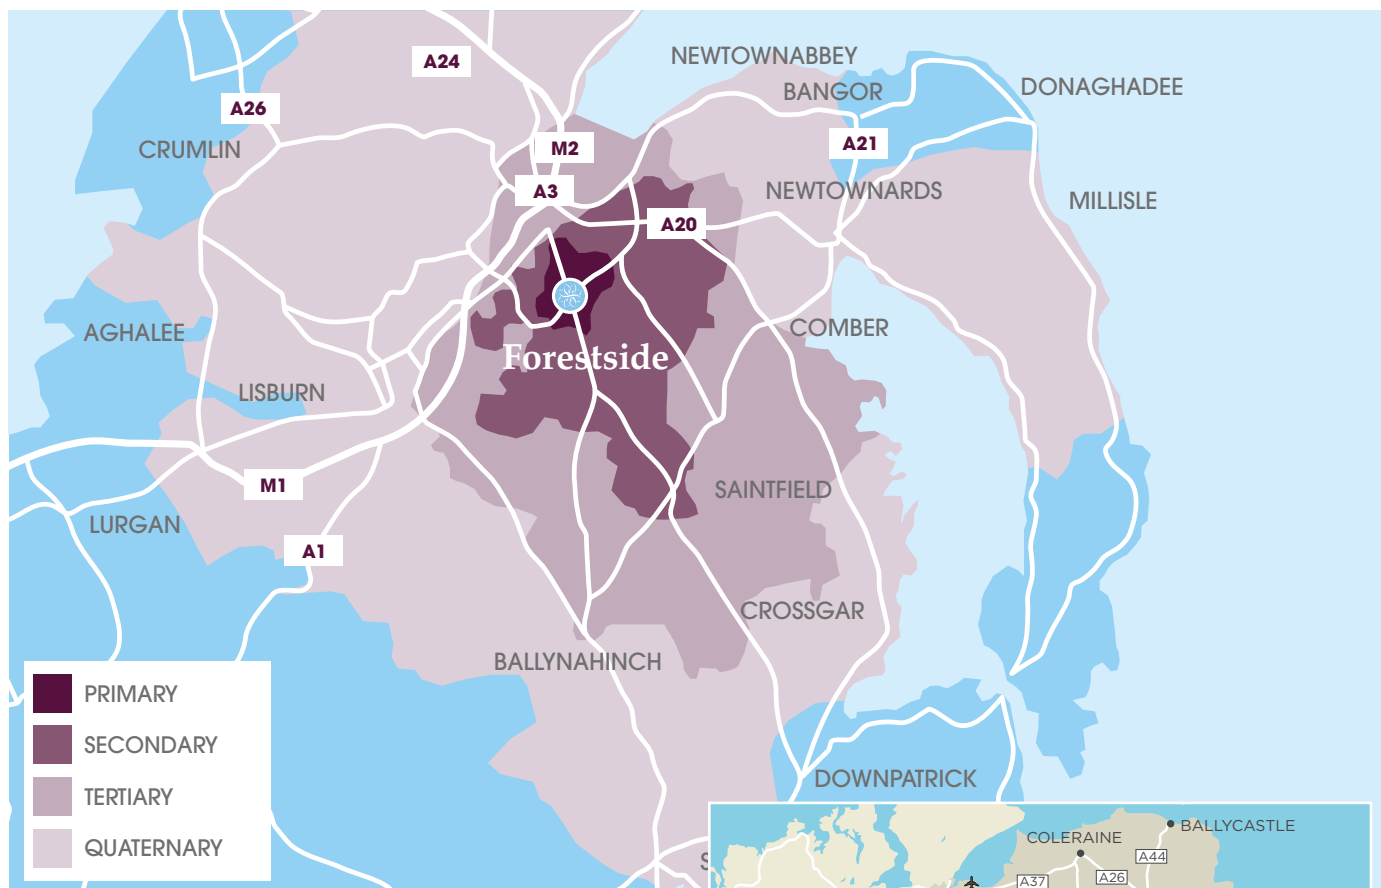 NEWTOWNABBEY
A24
DONAGHADEE
BANGOR
A26
A21
CRUMLIN
M2
A3
NEWTOWNARDS
MILLISLE
A20
COMBER
AGHALEE
Forestside
LISBURN
M1
SAINTFIELD
LURGAN
A1
CROSSGAR
BALLYNAHINCH
PRIMARY
SECONDARY
DOWNPATRICK
TERTIARY
QUATERNARY
BALLYCASTLE
COLERAINE
A44
A26
A37